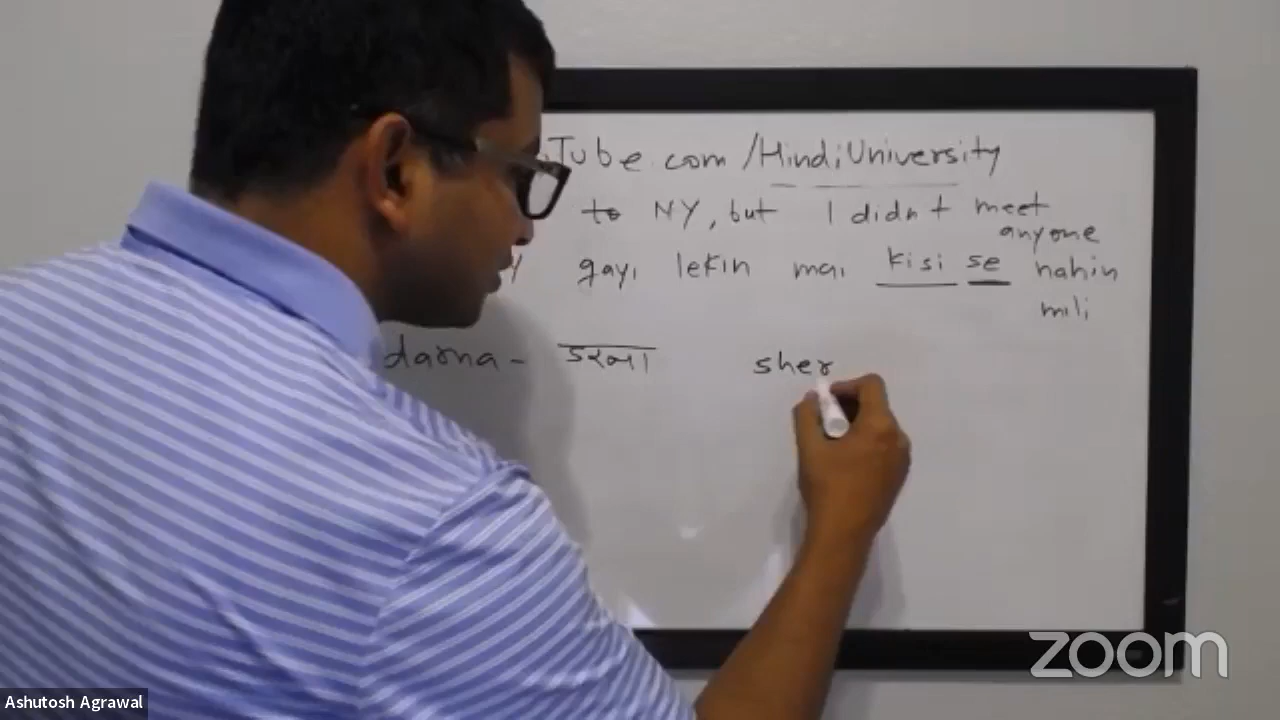 Tube.com/HindiUniversity
to NY, but I didn't meet
anyone
gayi lekin mai kisi se nahin
mili
darna - डरना sher
zoom
Ashutosh Agrawal